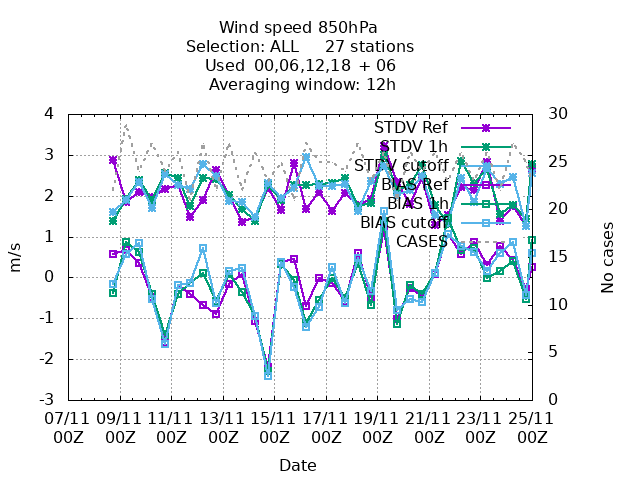 Wind speed 850hPa
Selection: ALL 27 stations
Used 00,06,12,18 + 06
Averaging window: 12h
4
3
2
1
0
-1
-2
-3
m/s
30
25
20
15
10
5
0
No cases
STDV Ref
STDV 1h
STDV cutoff
BIAS Ref
BIAS 1h
BIAS cutoff
CASES
07/11 09/11 11/11 13/11 15/11 17/11 19/11 21/11 23/11 25/11
00Z 00Z 00Z 00Z 00Z 00Z 00Z 00Z 00Z 00Z
Date